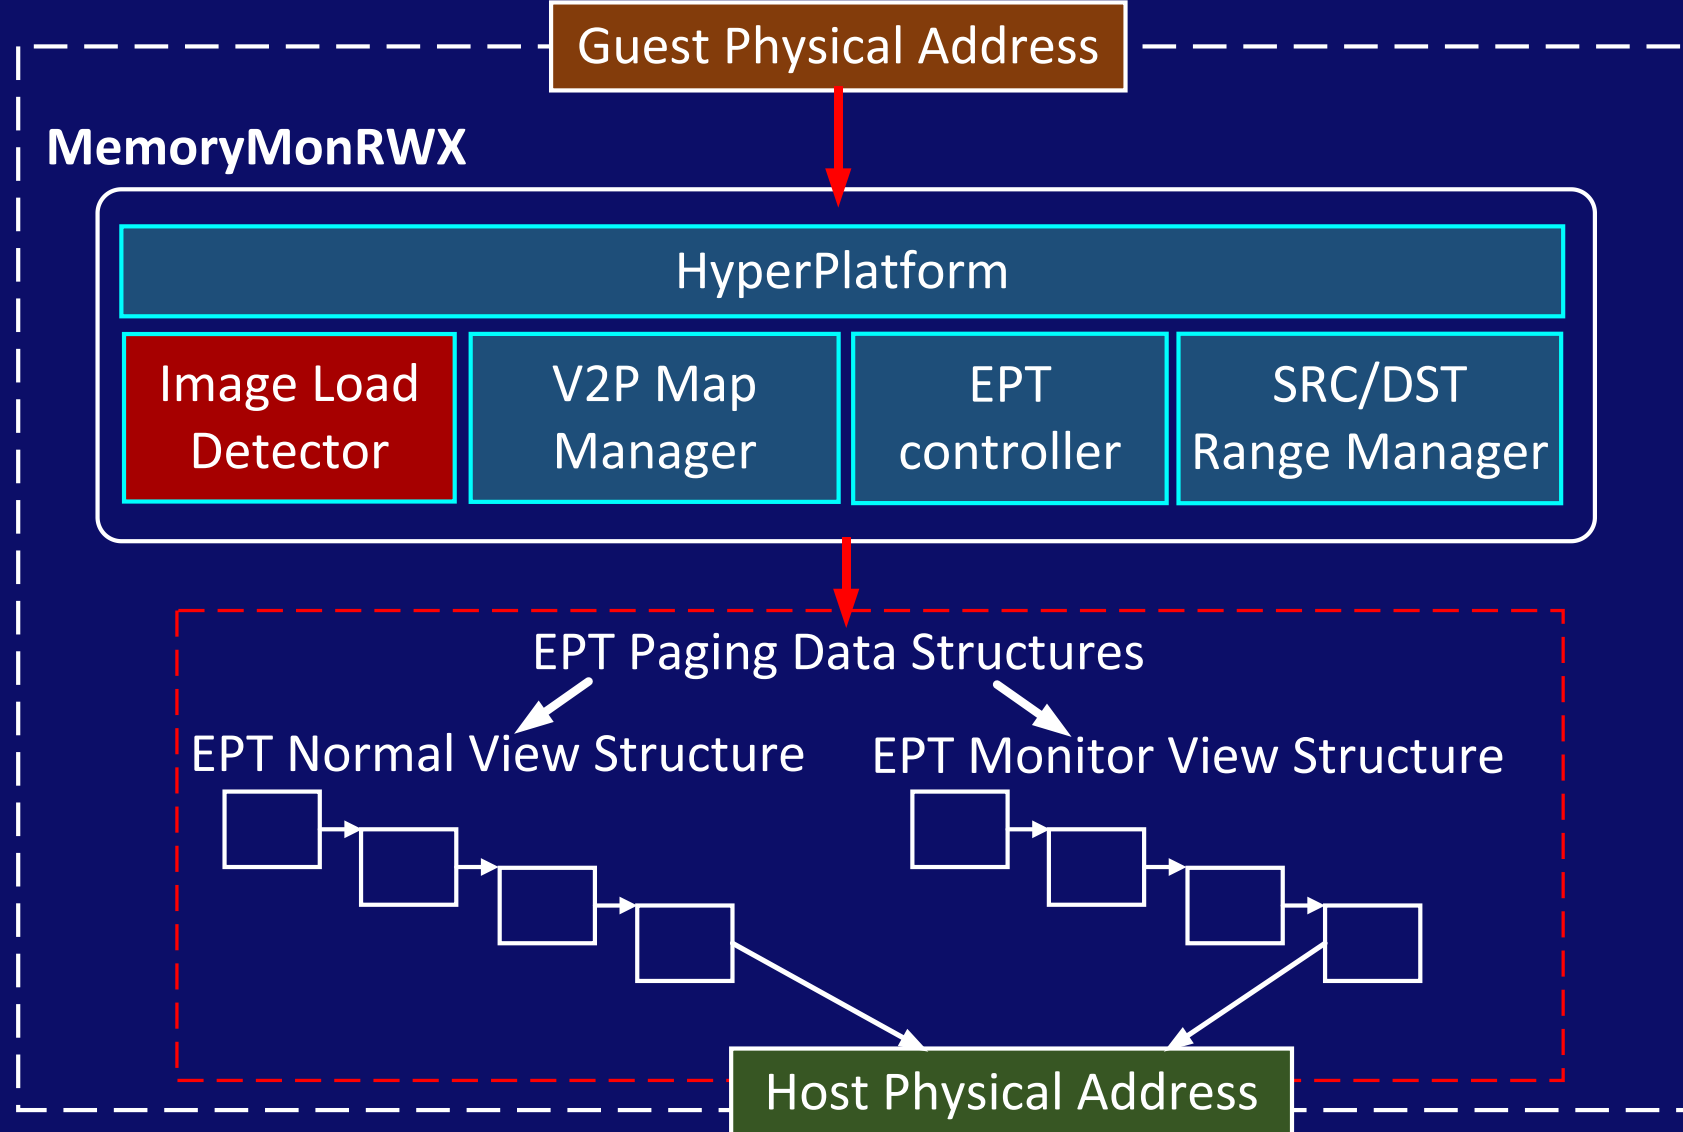 Guest Physical Address
MemoryMonRWX
HyperPlatform
Image Load
Detector
V2P Map
Manager
EPT
controller
SRC/DST
Range Manager
EPT Paging Data Structures
EPT Normal View Structure
EPT Monitor View Structure
Host Physical Address